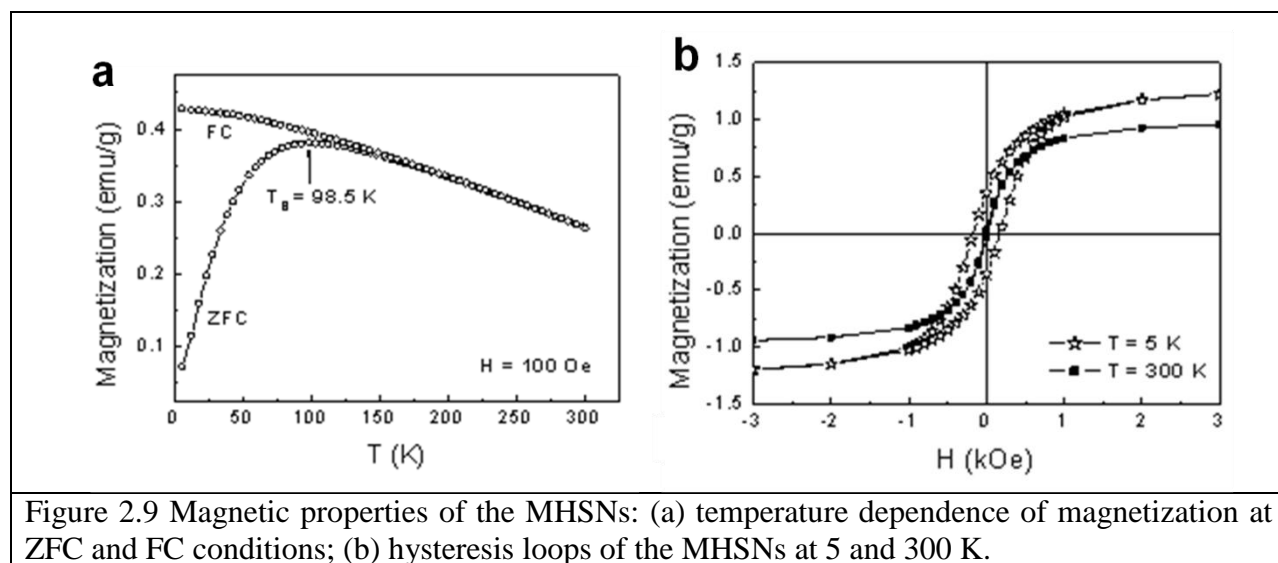 a
Magnetization (emu/g)
0.4
0.3
0.2
0.1
FC
T_B = 98.5 K
ZFC
H = 100 Oe
0 50 100 150 200 250 300
T (K)
b
Magnetization (emu/g)
1.5
1.0
0.5
0.0
-0.5
-1.0
-1.5
T = 5 K
T = 300 K
-3 -2 -1 0 1 2 3
H (kOe)
Figure 2.9 Magnetic properties of the MHSNs: (a) temperature dependence of magnetization at
ZFC and FC conditions; (b) hysteresis loops of the MHSNs at 5 and 300 K.